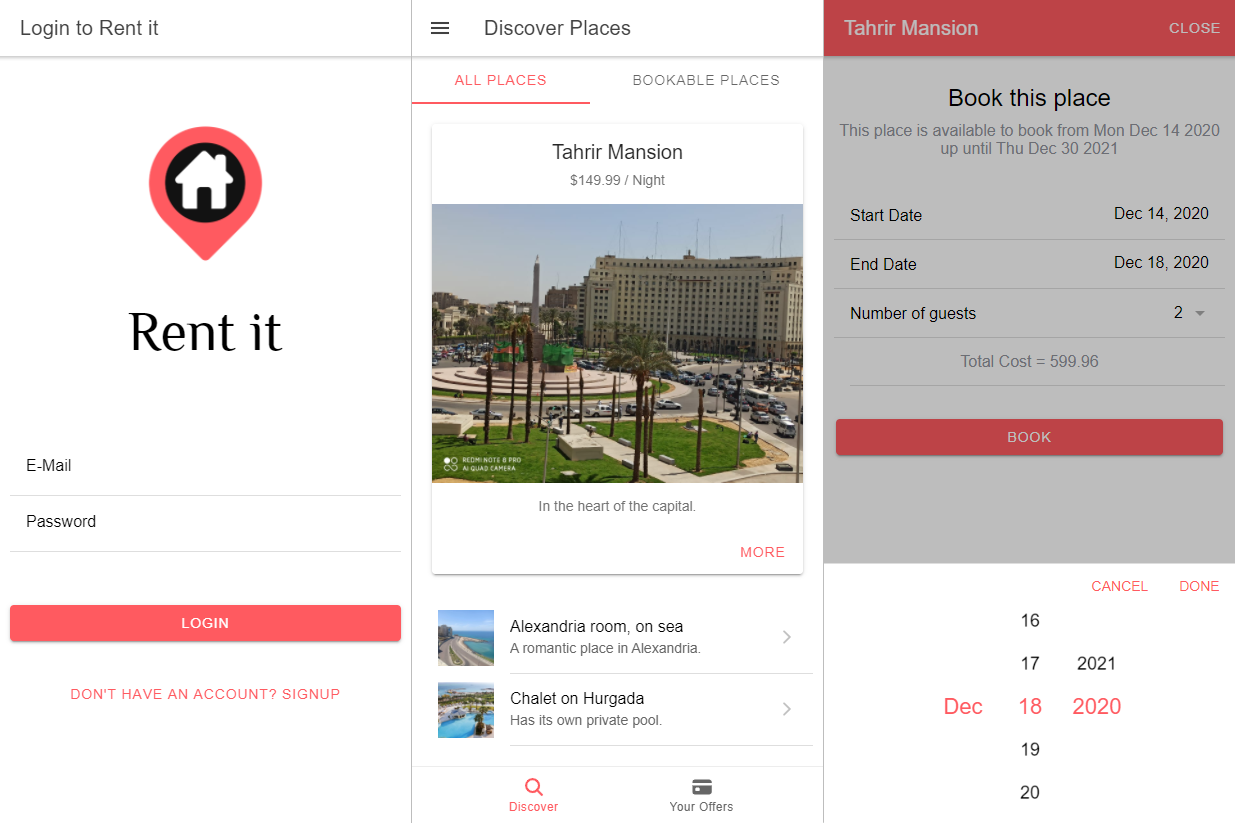 Login to Rent it
Rent it
E-Mail
Password
LOGIN
DON'T HAVE AN ACCOUNT? SIGNUP
Discover Places
ALL PLACES
BOOKABLE PLACES
Tahrir Mansion
$149.99 / Night
REDMI NOTE 8 PRO
AI QUAD CAMERA
In the heart of the capital.
MORE
Alexandria room, on sea
A romantic place in Alexandria.
Chalet on Hurgada
Has its own private pool.
Discover
Your Offers
Tahrir Mansion
CLOSE
Book this place
This place is available to book from Mon Dec 14 2020
up until Thu Dec 30 2021
Start Date Dec 14, 2020
End Date Dec 18, 2020
Number of guests 2
Total Cost = 599.96
BOOK
CANCEL DONE
16
17 2021
Dec 18 2020
19
20